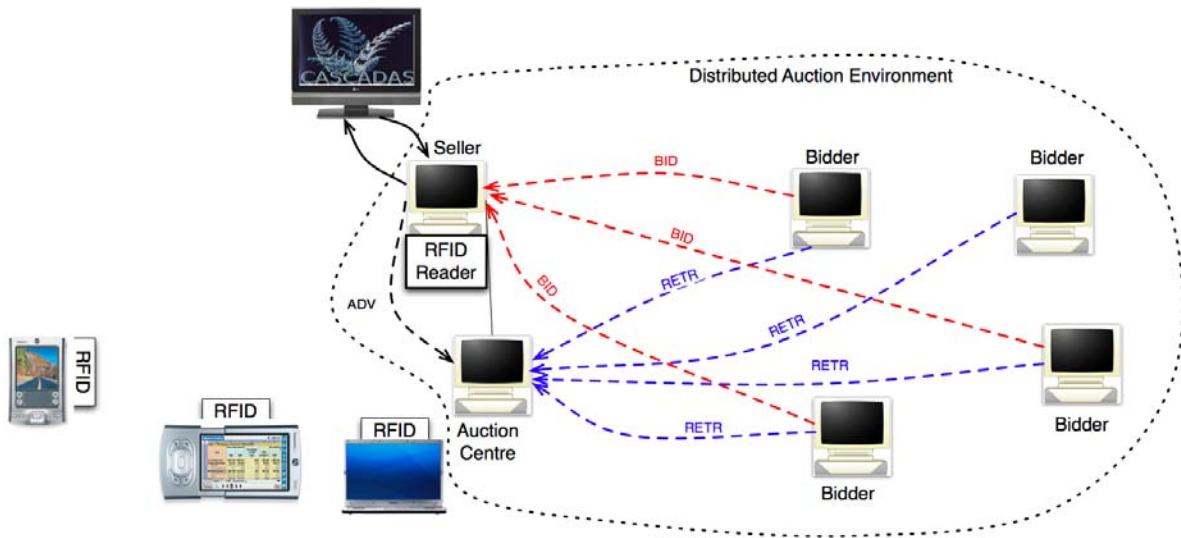 CASCADAS
Distributed Auction Environment
Seller
Bidder
Bidder
BID
BID
RFID
Reader
BID
RETR
ADV
RETR
RETR
RFID
RFID
RFID
RETR
Auction
Centre
Bidder
Bidder